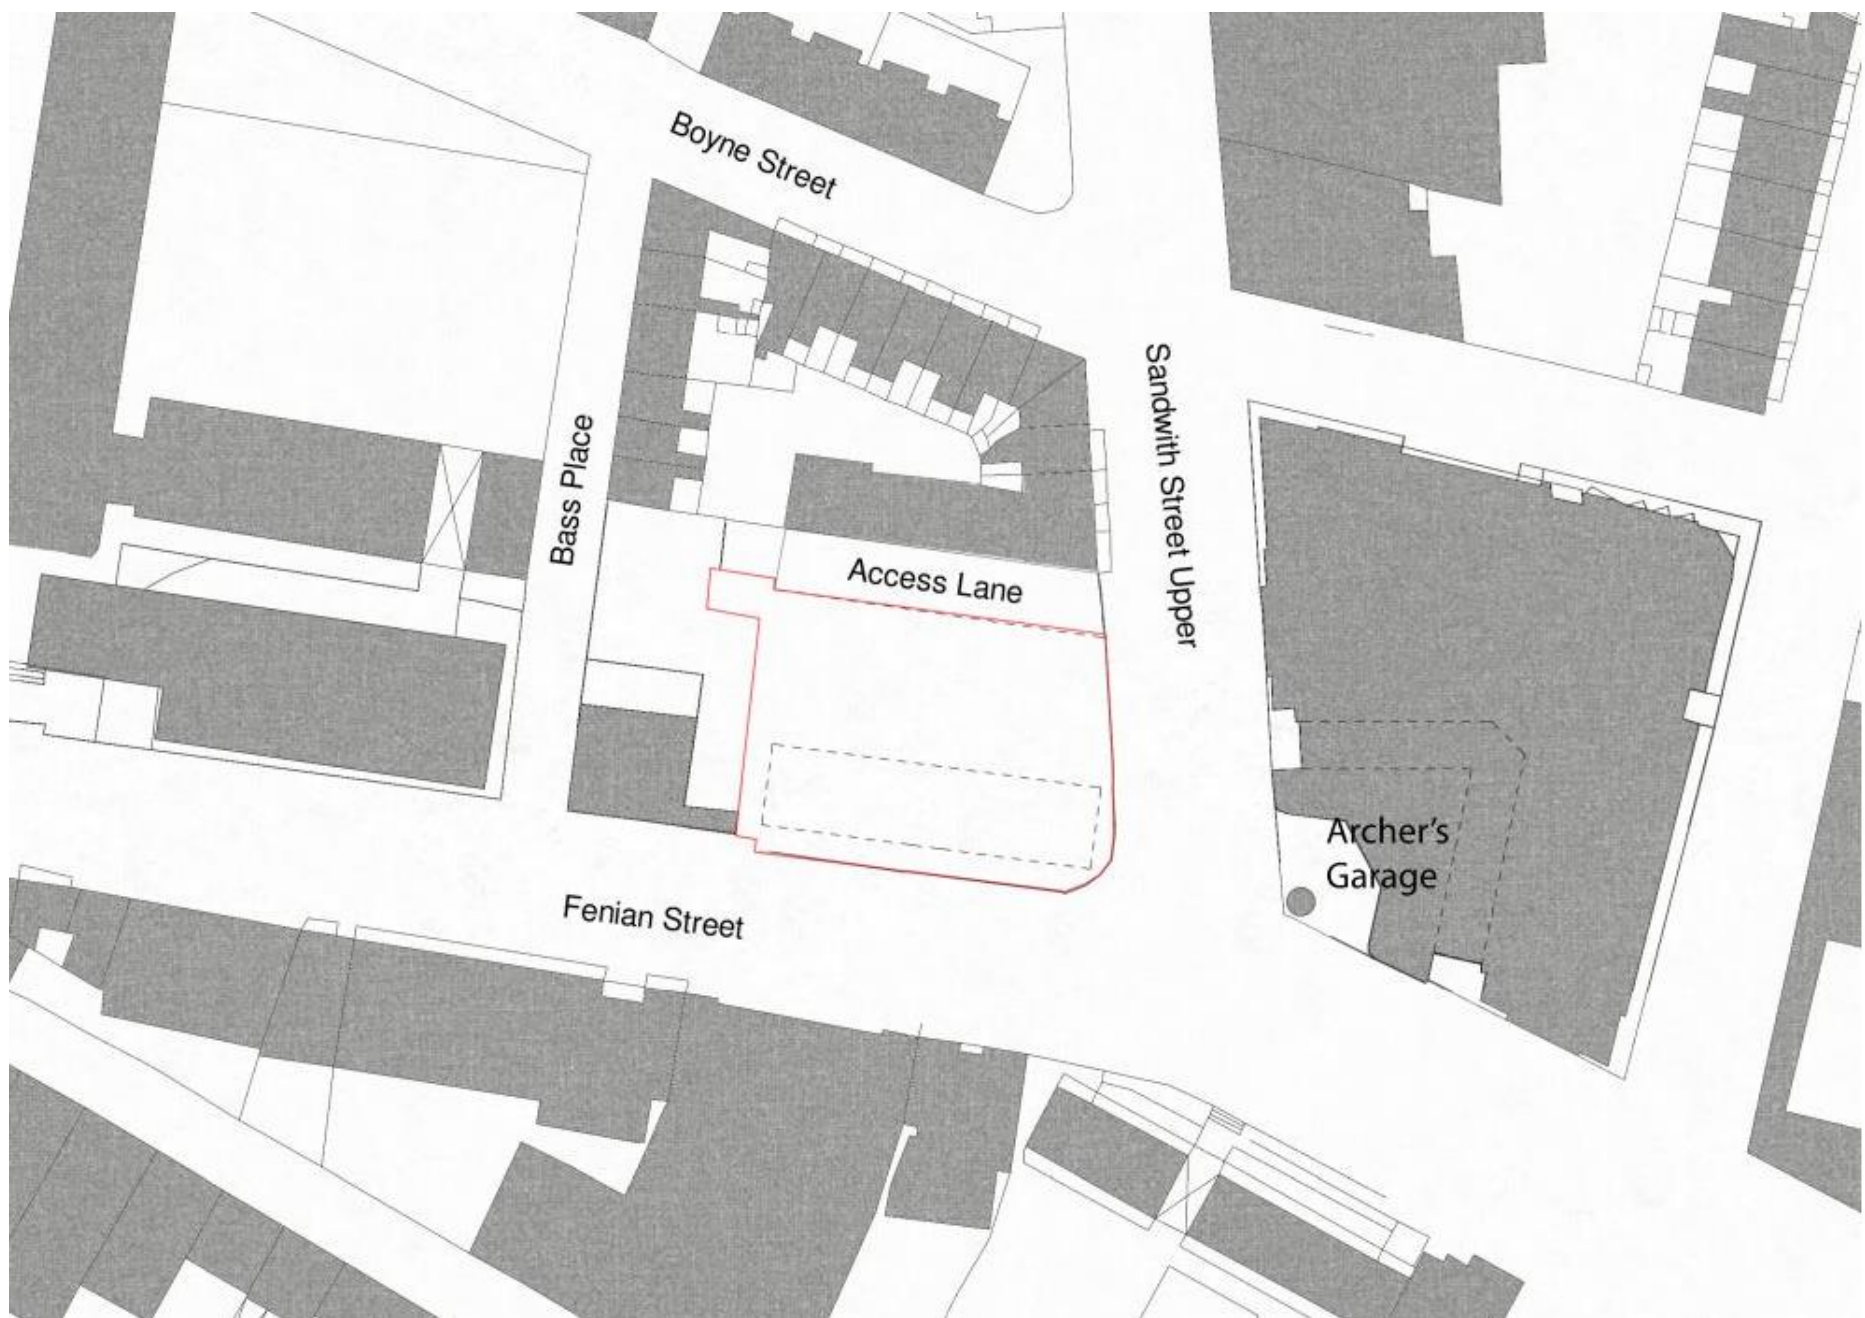 Boyne Street
Sandwith Street Upper
Bass Place
Access Lane
Archer's
Garage
Fenian Street